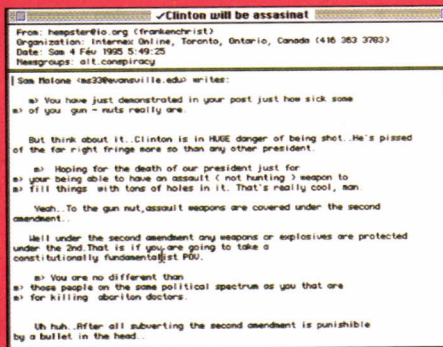 ✓Clinton will be assasinat
From: hempster@io.org (frankenchrist)
Organization: Internex Online, Toronto, Ontario, Canada (416 363 3783)
Date: Sam 4 Fév 1995 5:49:25
Newsgroups: alt.conspiracy
Sam Malone <ms33@evansville.edu> writes:
m> You have just demonstrated in your post just how sick some
m> of you gun - nuts really are.
But think about it..Clinton is in HUGE danger of being shot..He's pissed
of the far right fringe more so than any other president.
m> Hoping for the death of our president just for
m> your being able to have an assault ( not hunting ) weapon to
m> fill things with tons of holes in it. That's really cool, man.
Yeah..To the gun nut,assault weapons are covered under the second
amendment..
Well under the second amendment any weapons or explosives are protected
under the 2nd.That is if you are going to take a
constitutionally fundamentalist POV.
m> You are no different than
m> those people on the same political spectrum as you that are
m> for killing abortion doctors.
Uh huh..After all subverting the second amendment is punishible
by a bullet in the head..